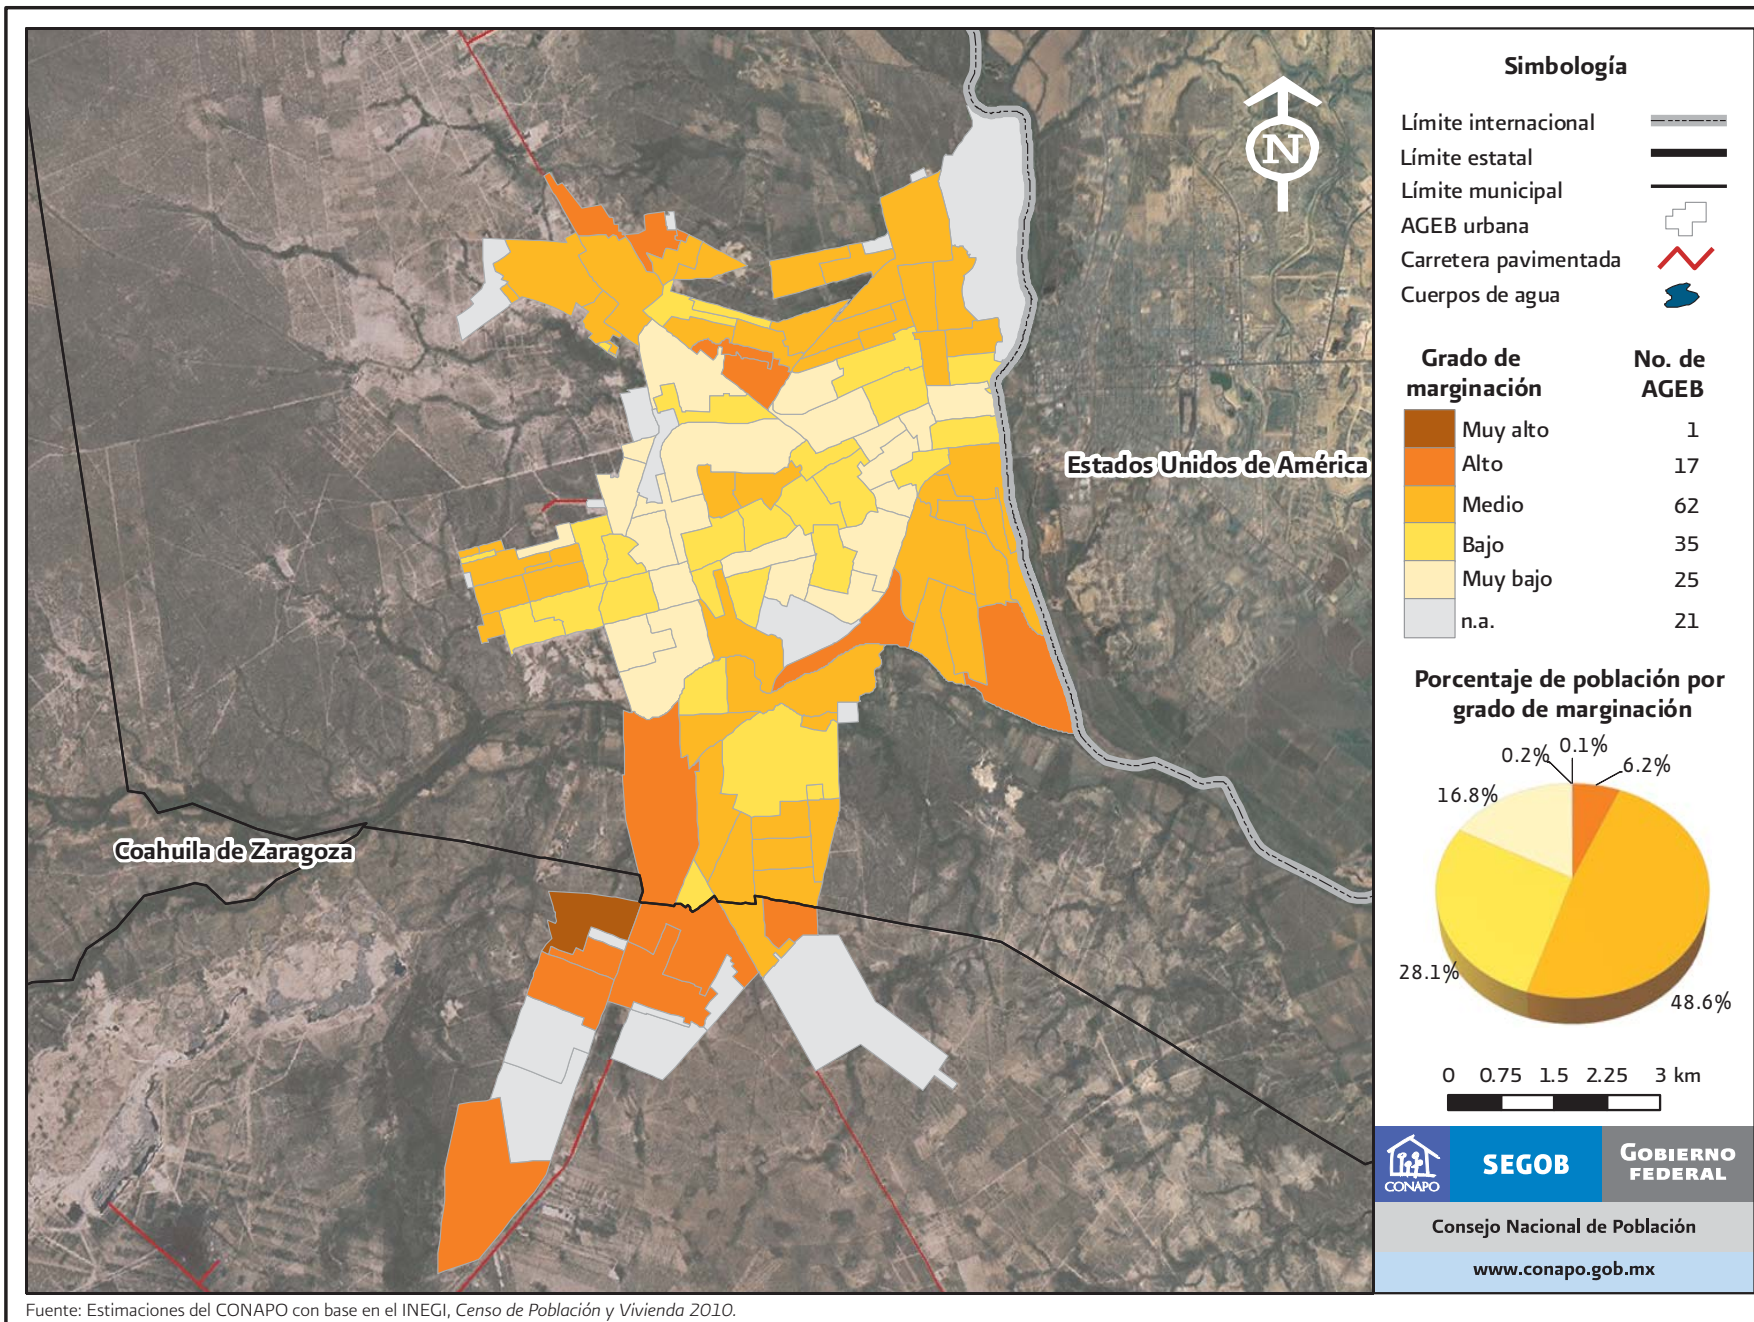 N
Estados Unidos de América
Coahuila de Zaragoza
Simbología
Límite internacional
Límite estatal
Límite municipal
AGEB urbana
Carretera pavimentada
Cuerpos de agua
Grado de marginación
No. de AGEB
Muy alto 1
Alto 17
Medio 62
Bajo 35
Muy bajo 25
n.a. 21
Porcentaje de población por
grado de marginación
0.2% 0.1%
6.2%
16.8%
28.1%
48.6%
0 0.75 1.5 2.25 3 km
CONAPO
SEGOB
GOBIERNO
FEDERAL
Consejo Nacional de Población
www.conapo.gob.mx
Fuente: Estimaciones del CONAPO con base en el INEGI, Censo de Población y Vivienda 2010.